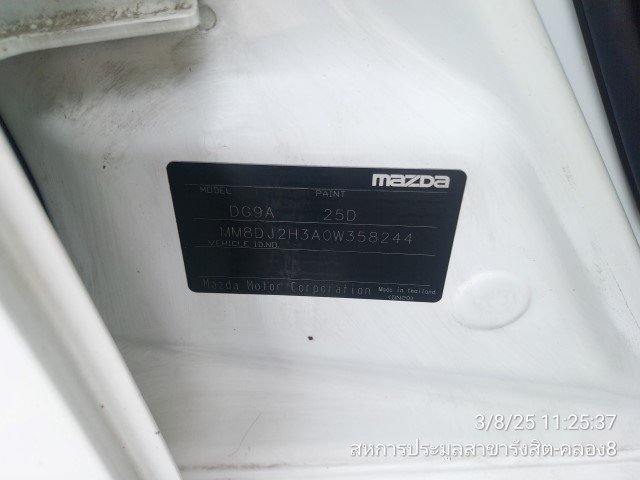 mazda
MODEL PAINT
DG9A 25D
MM8DJ2H3A0W358244
VEHICLE ID.NO.
Mazda Motor Corporation Made in Thailand
3/8/25 11:25:37
สหการประมูลสาขารังสิต-คลอง8